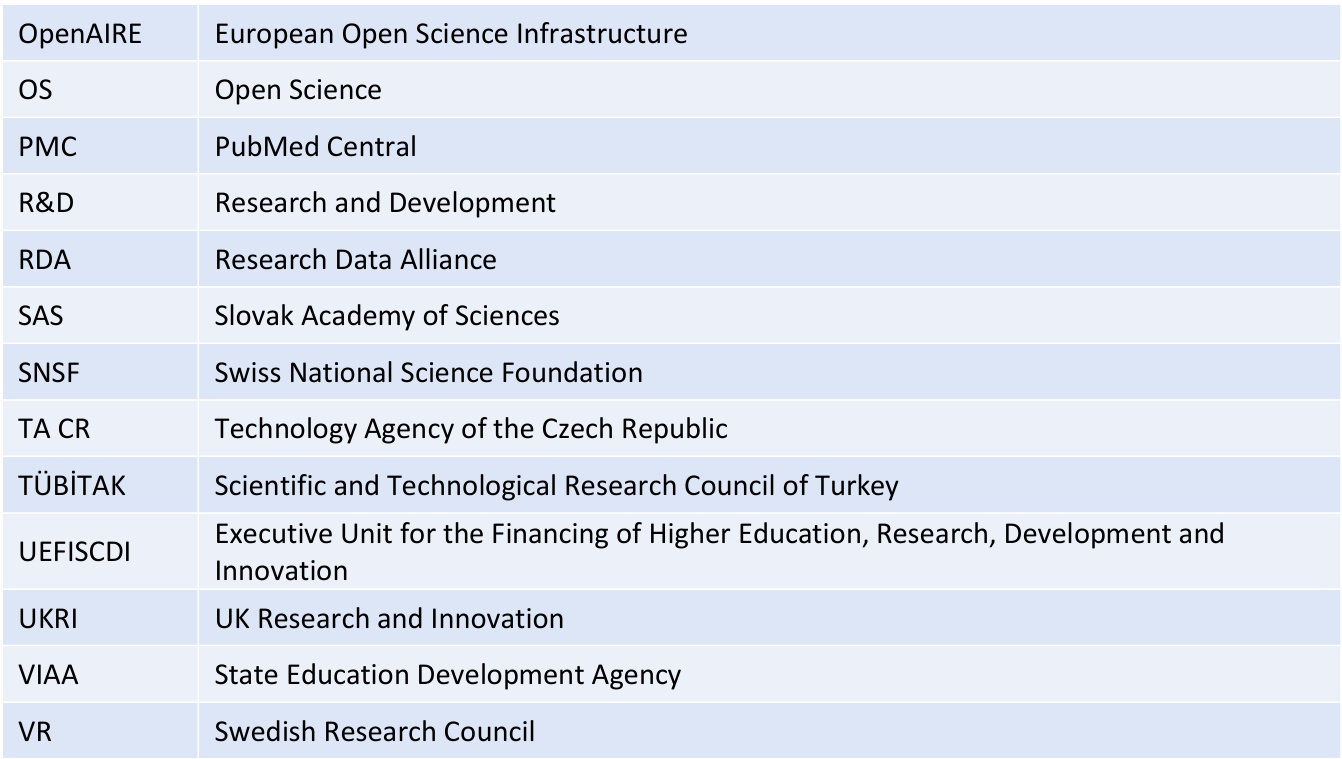 OpenAIRE European Open Science Infrastructure
OS Open Science
PMC PubMed Central
R&D Research and Development
RDA Research Data Alliance
SAS Slovak Academy of Sciences
SNSF Swiss National Science Foundation
TA CR Technology Agency of the Czech Republic
TÜBİTAK Scientific and Technological Research Council of Turkey
UEFISCDI Executive Unit for the Financing of Higher Education, Research, Development and
Innovation
UKRI UK Research and Innovation
VIAA State Education Development Agency
VR Swedish Research Council